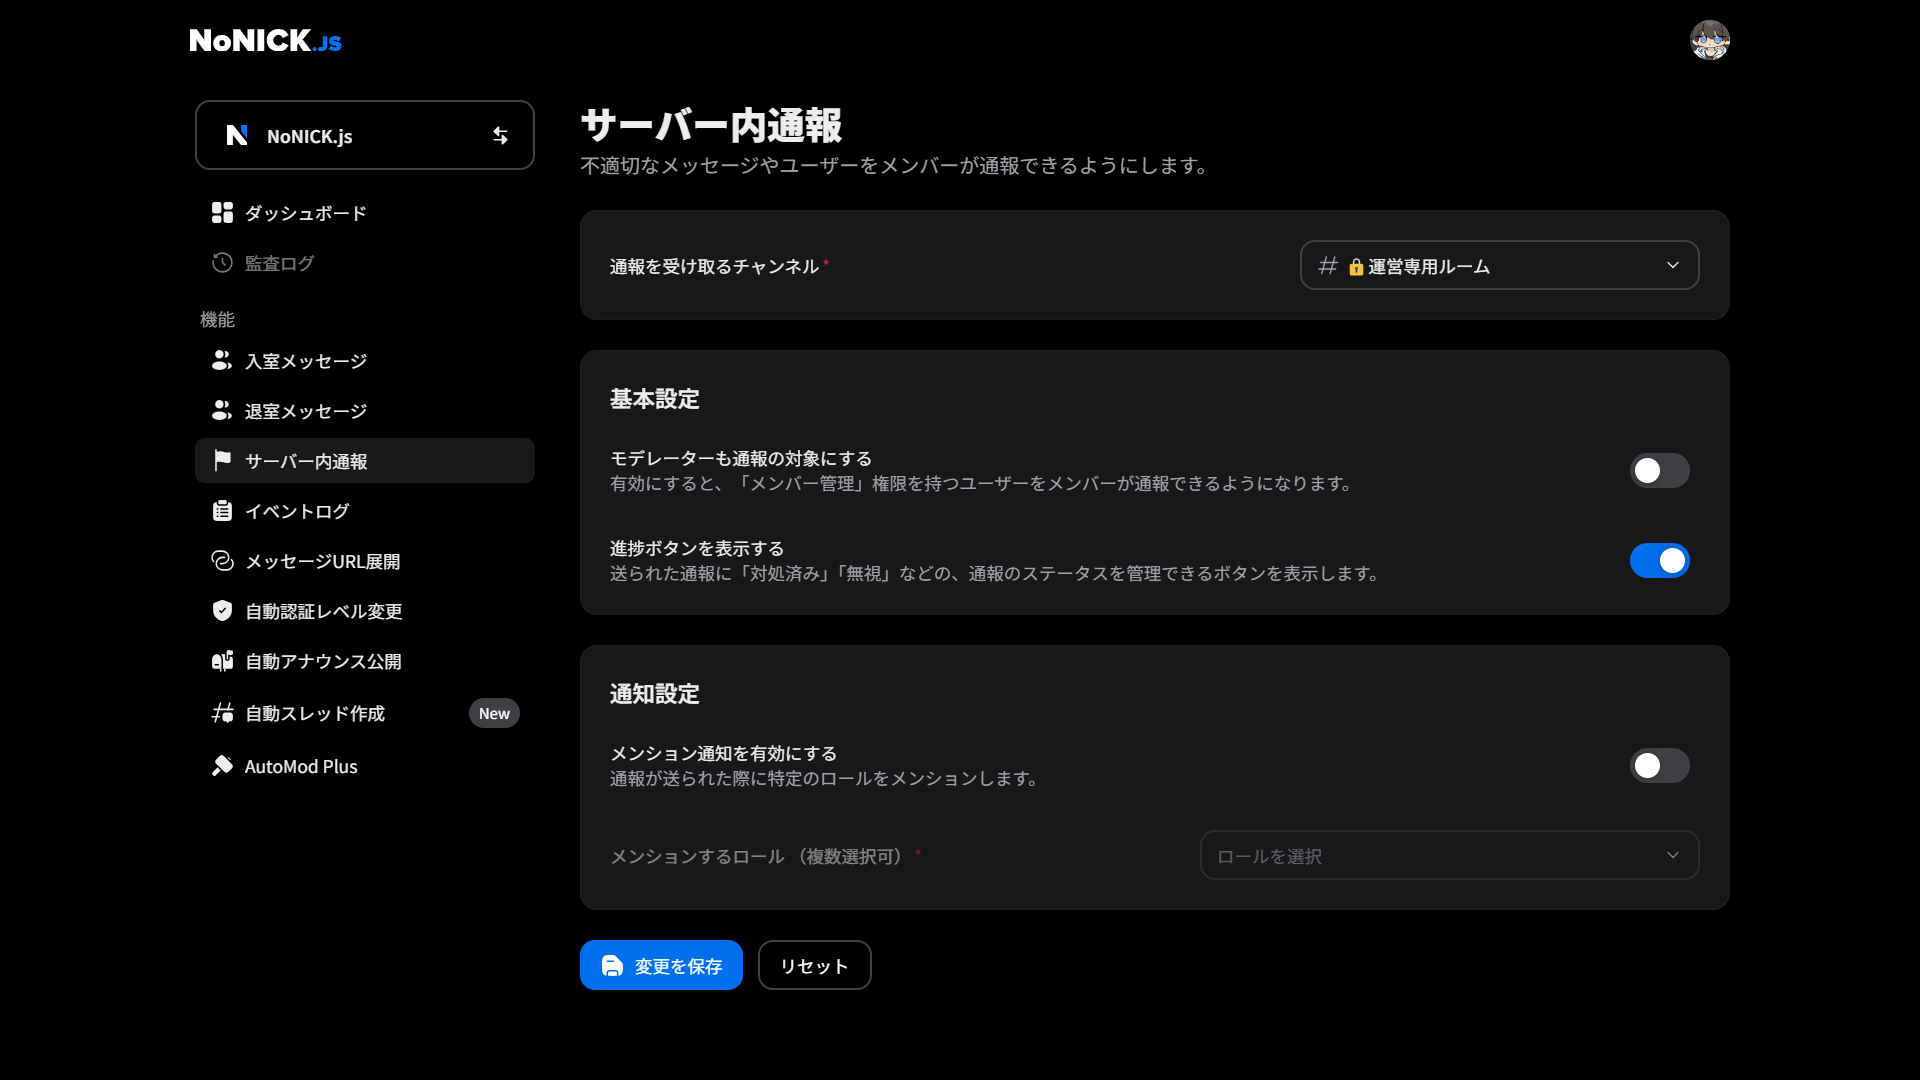 NoNICK.js
NoNICK.js
ダッシュボード
監査ログ
機能
入室メッセージ
退室メッセージ
サーバー内通報
イベントログ
メッセージURL展開
自動認証レベル変更
自動アナウンス公開
自動スレッド作成 New
AutoMod Plus
サーバー内通報
不適切なメッセージやユーザーをメンバーが通報できるようにします。
通報を受け取るチャンネル*
# 🔒運営専用ルーム
基本設定
モデレーターも通報の対象にする
有効にすると、「メンバー管理」権限を持つユーザーをメンバーが通報できるようになります。
進捗ボタンを表示する
送られた通報に「対処済み」「無視」などの、通報のステータスを管理できるボタンを表示します。
通知設定
メンション通知を有効にする
通報が送られた際に特定のロールをメンションします。
メンションするロール （複数選択可）*
ロールを選択
変更を保存
リセット